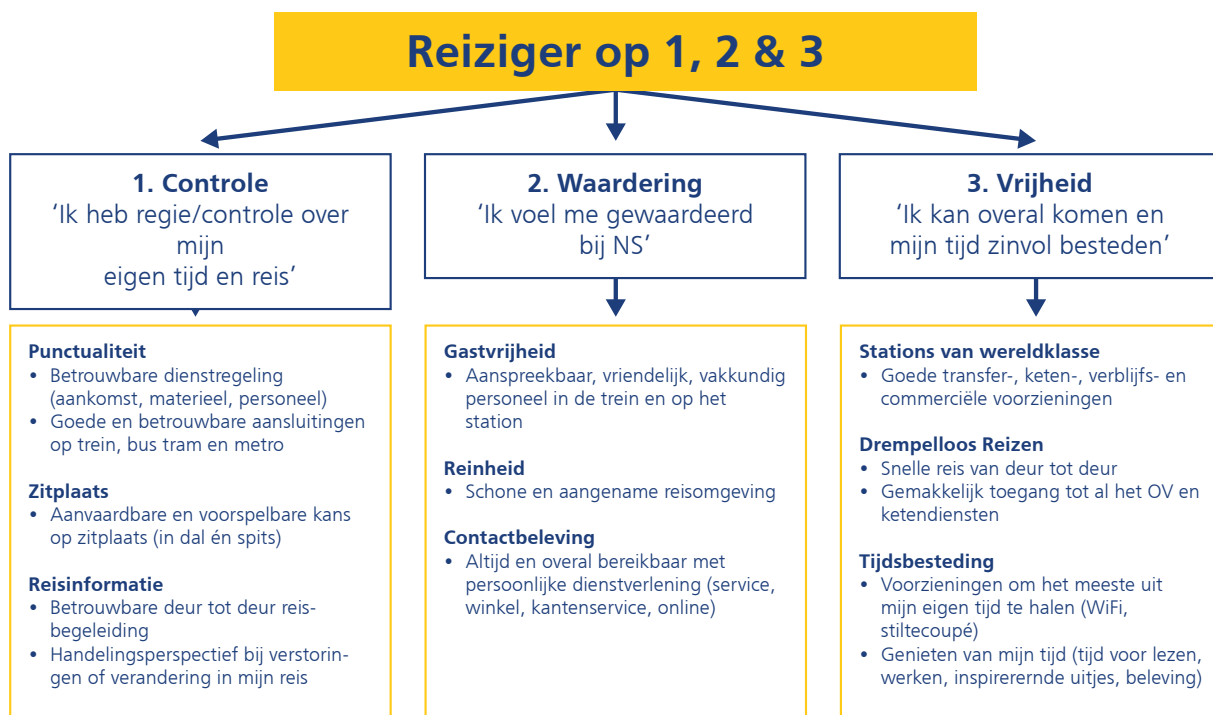 Reiziger op 1, 2 & 3
1. Controle
‘Ik heb regie/controle over
mijn
eigen tijd en reis’
2. Waardering
‘Ik voel me gewaardeerd
bij NS’
3. Vrijheid
‘Ik kan overal komen en
mijn tijd zinvol besteden’
Punctualiteit
• Betrouwbare dienstregeling
(aankomst, materieel, personeel)
• Goede en betrouwbare aansluitingen
op trein, bus tram en metro
Zitplaats
• Aanvaardbare en voorspelbare kans
op zitplaats (in dal én spits)
Reisinformatie
• Betrouwbare deur tot deur reis-
begeleiding
• Handelingsperspectief bij verstorin-
gen of verandering in mijn reis
Gastvrijheid
• Aanspreekbaar, vriendelijk, vakkundig
personeel in de trein en op het
station
Reinheid
• Schone en aangename reisomgeving
Contactbeleving
• Altijd en overal bereikbaar met
persoonlijke dienstverlening (service,
winkel, kantenservice, online)
Stations van wereldklasse
• Goede transfer-, keten-, verblijfs- en
commerciële voorzieningen
Drempelloos Reizen
• Snelle reis van deur tot deur
• Gemakkelijk toegang tot al het OV en
ketendiensten
Tijdsbesteding
• Voorzieningen om het meeste uit
mijn eigen tijd te halen (WiFi,
stiltecoupé)
• Genieten van mijn tijd (tijd voor lezen,
werken, inspirerernde uitjes, beleving)